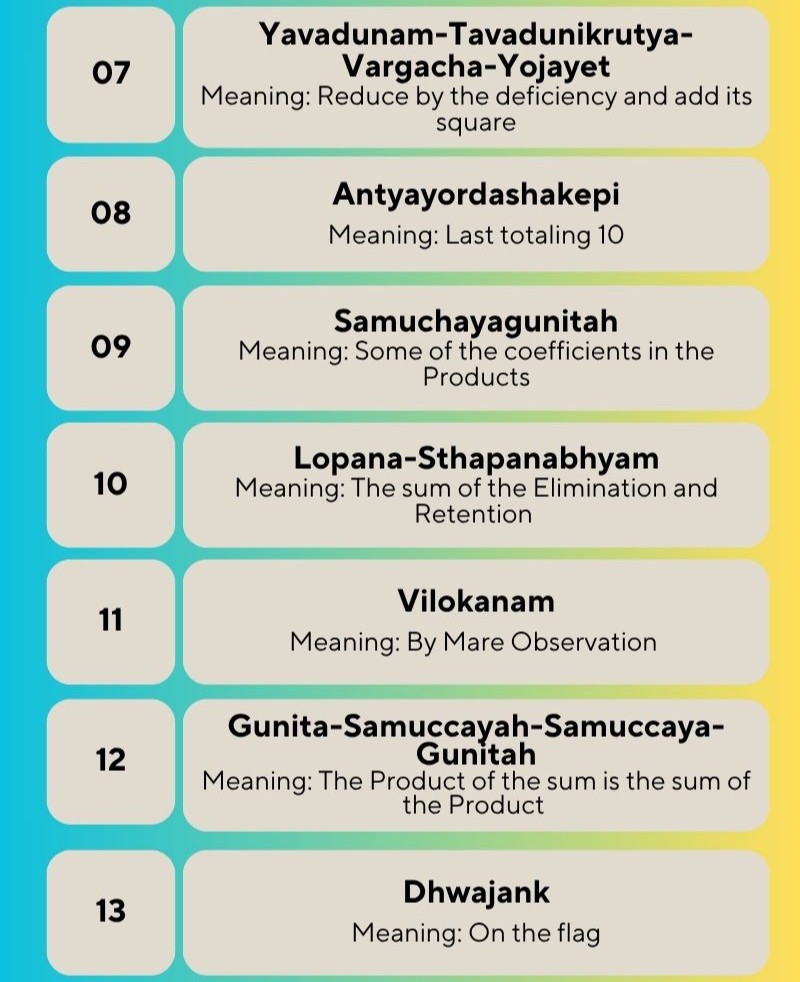 07
Yavadunam-Tavadunikrutya-
Vargacha-Yojayet
Meaning: Reduce by the deficiency and add its
square
08
Antyayordashakepi
Meaning: Last totaling 10
09
Samuchayagunitah
Meaning: Some of the coefficients in the
Products
10
Lopana-Sthapanabhyam
Meaning: The sum of the Elimination and
Retention
11
Vilokanam
Meaning: By Mare Observation
12
Gunita-Samuccayah-Samuccaya-
Gunitah
Meaning: The Product of the sum is the sum of
the Product
13
Dhwajank
Meaning: On the flag